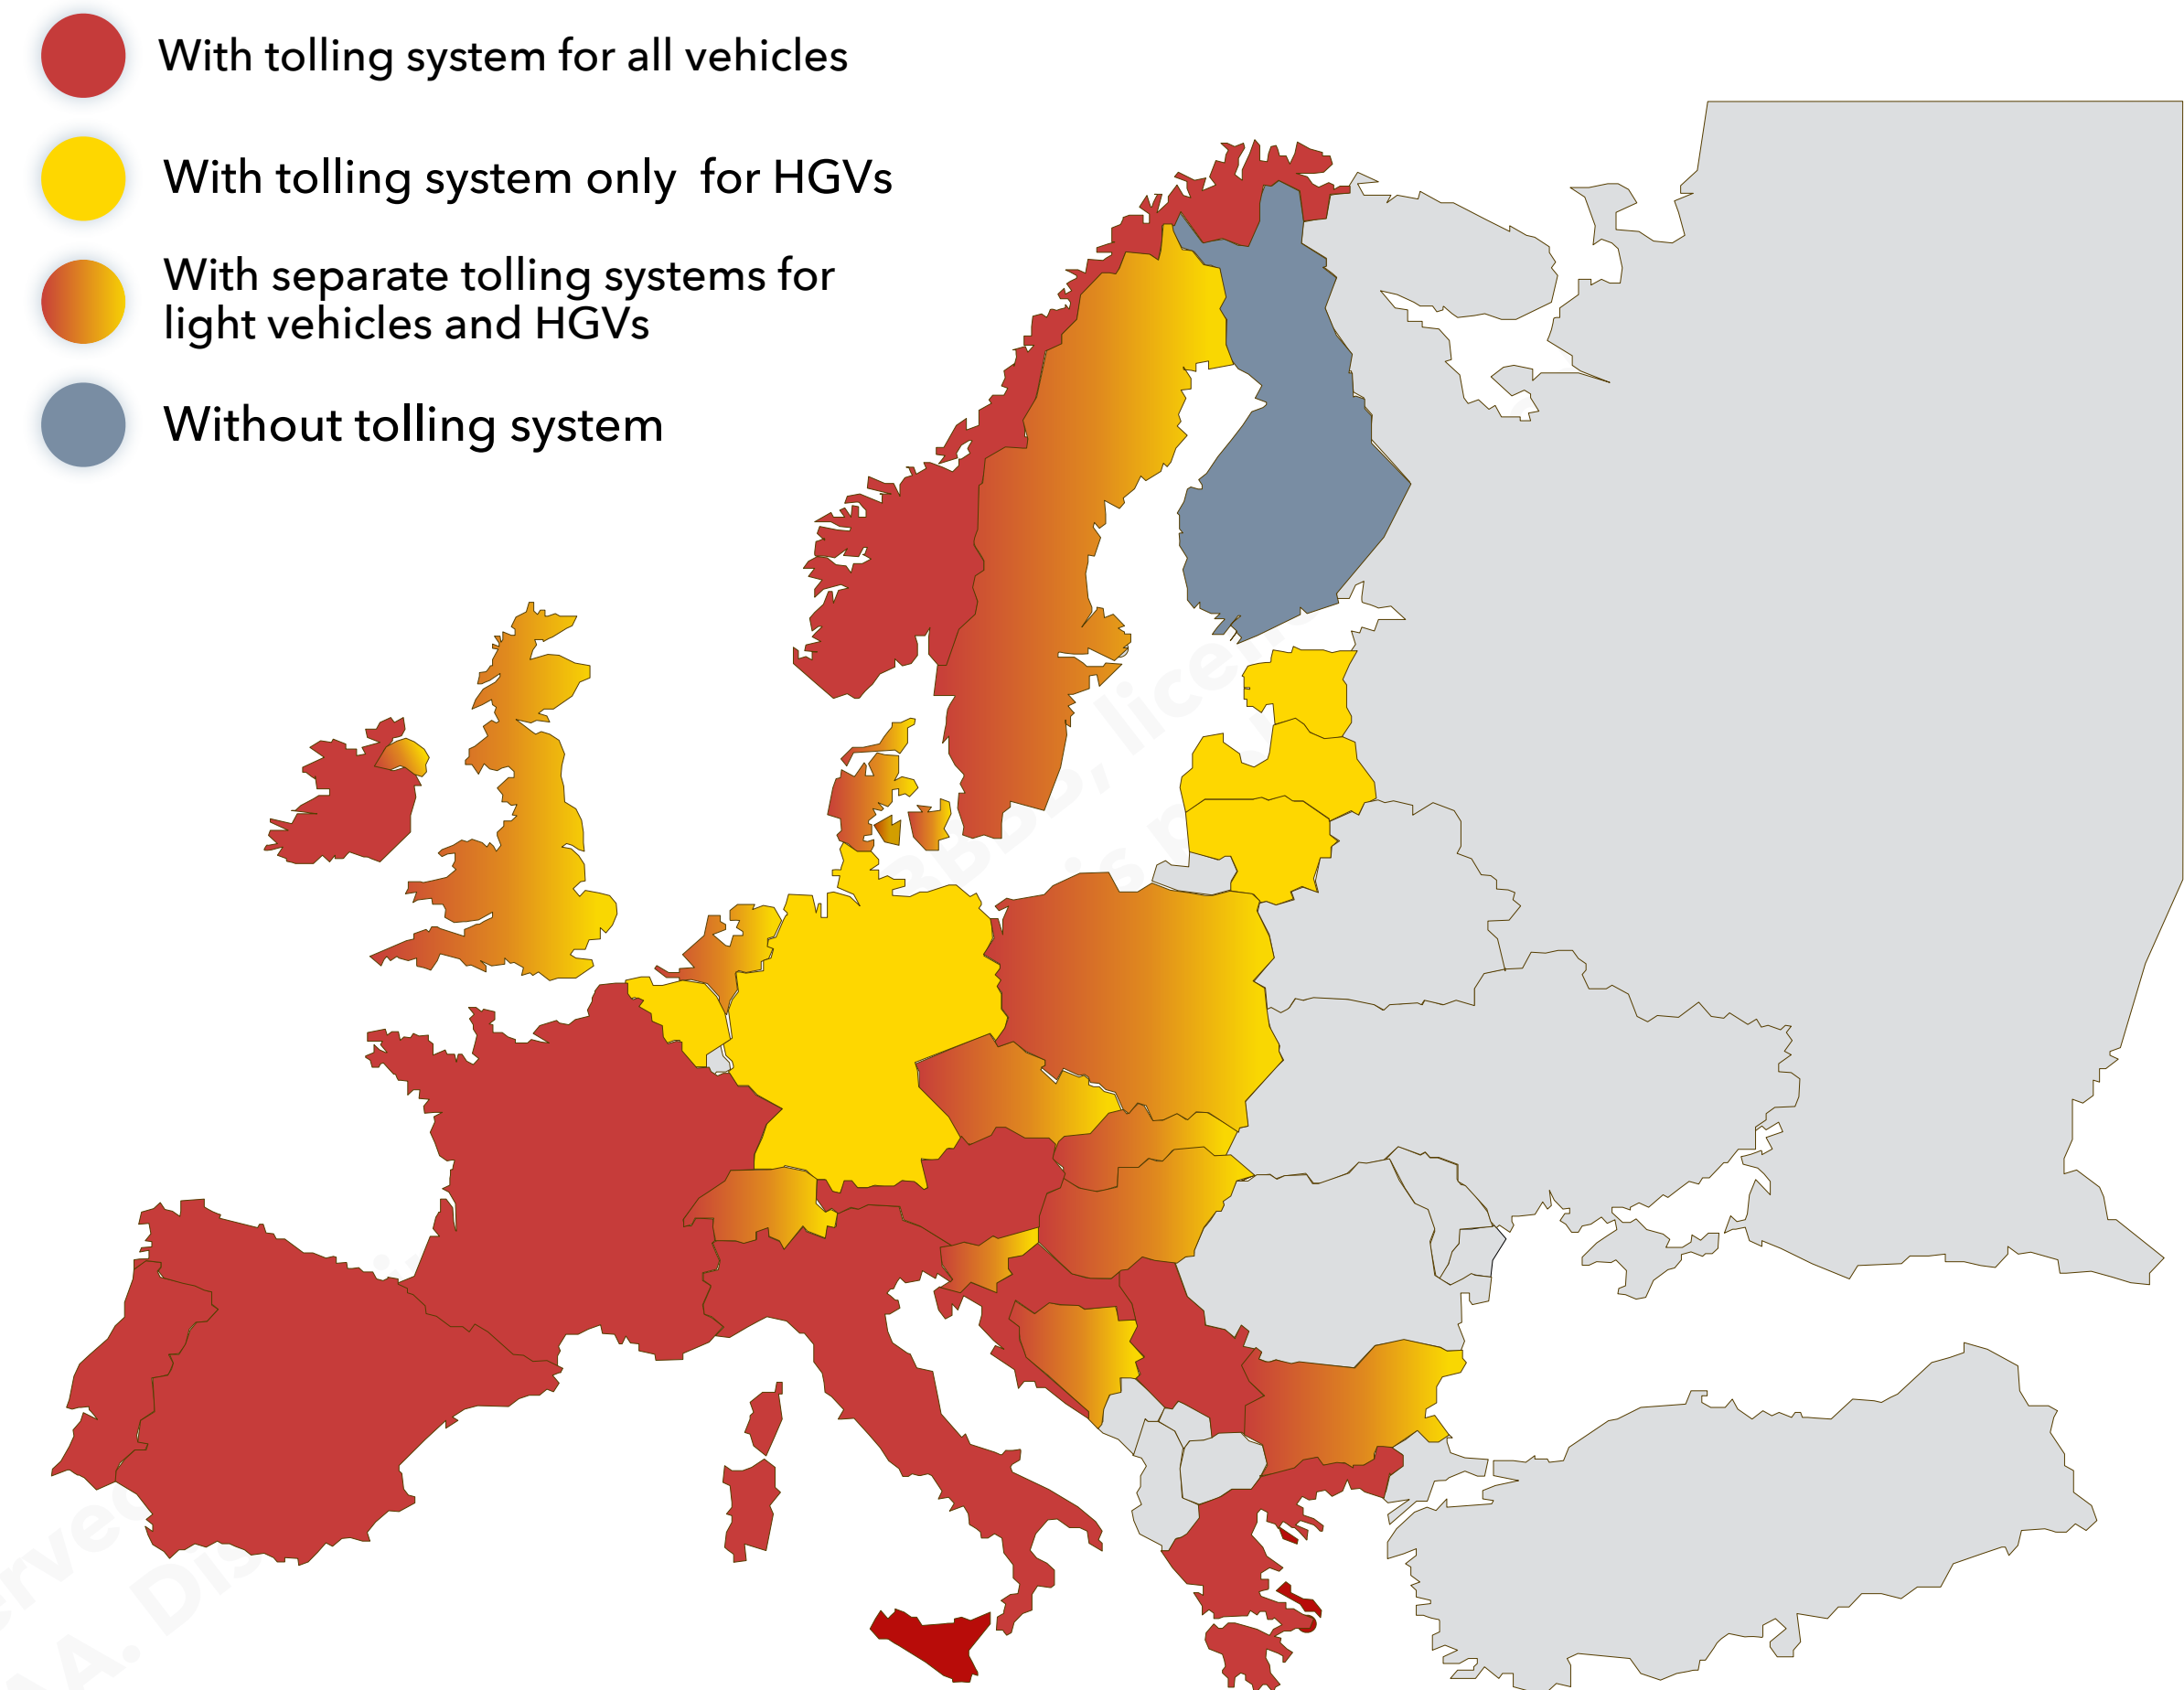 With tolling system for all vehicles
With tolling system only for HGVs
With separate tolling systems for
light vehicles and HGVs
Without tolling system